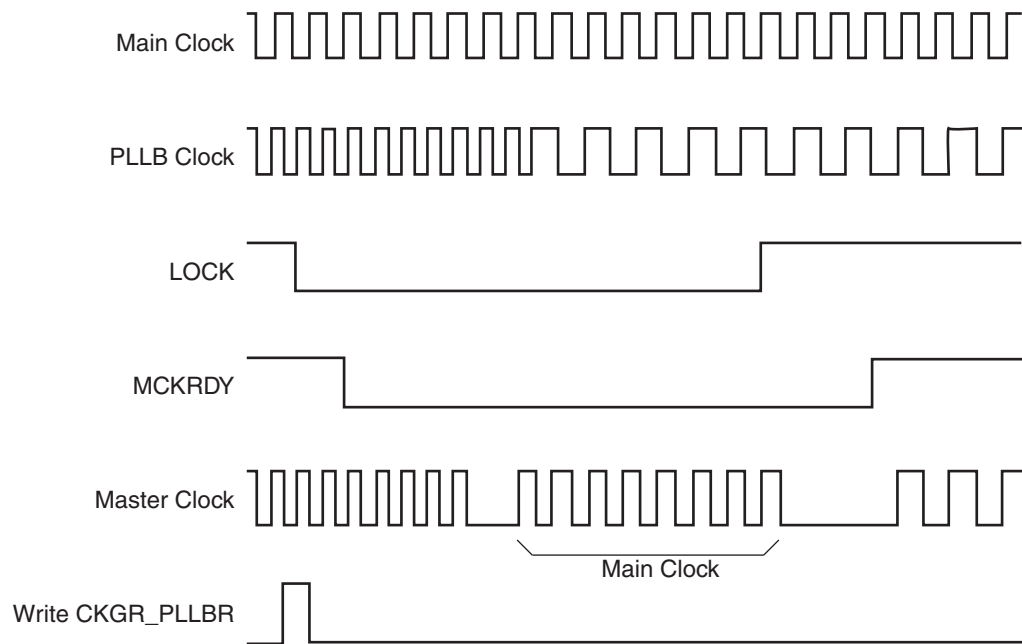 Main Clock
PLLB Clock
LOCK
MCKRDY
Master Clock
Main Clock
Write CKGR_PLLBR